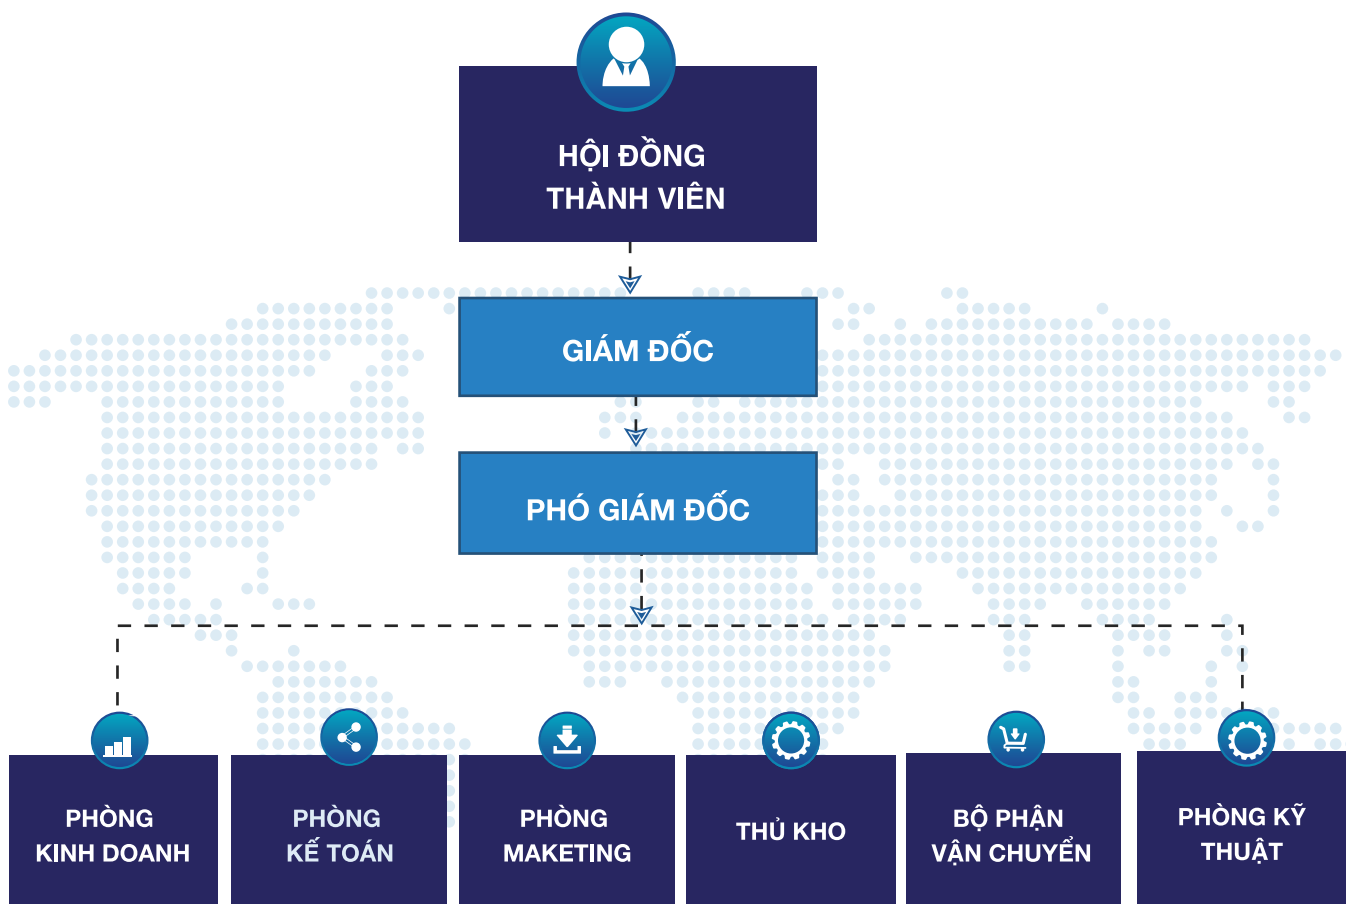 HỘI ĐỒNG
THÀNH VIÊN
GIÁM ĐỐC
PHÓ GIÁM ĐỐC
PHÒNG
KINH DOANH
PHÒNG
KẾ TOÁN
PHÒNG
MAKETING
THỦ KHO
BỘ PHẬN
VẬN CHUYỂN
PHÒNG KỸ
THUẬT